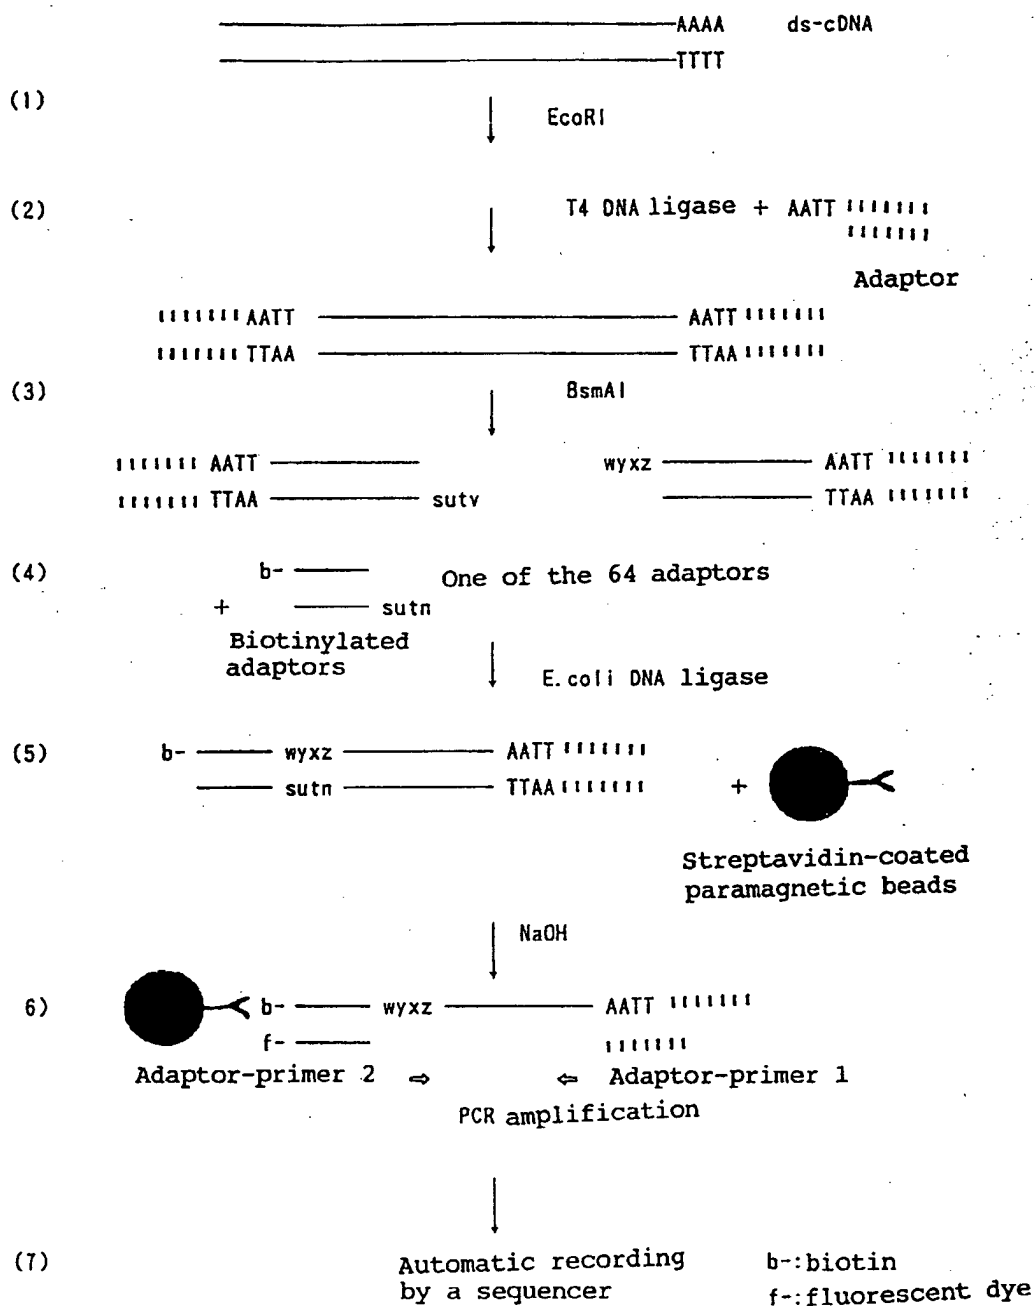 AAAA ds-cDNA
TTTT
(1)
EcoRI
(2) T4 DNA ligase + AATT
Adaptor
AATT AATT
TTAA TTAA
(3) BsmAI
AATT wyxz AATT
TTAA sutv TTAA
(4) b- One of the 64 adaptors
+ sutn
Biotinylated
adaptors
E.coli DNA ligase
(5) b- wyxz AATT
sutn TTAA +
Streptavidin-coated
paramagnetic beads
NaOH
6) b- wyxz AATT
f-
Adaptor-primer 2 ⇨ ⇦ Adaptor-primer 1
PCR amplification
(7) Automatic recording b-:biotin
by a sequencer f-:fluorescent dye